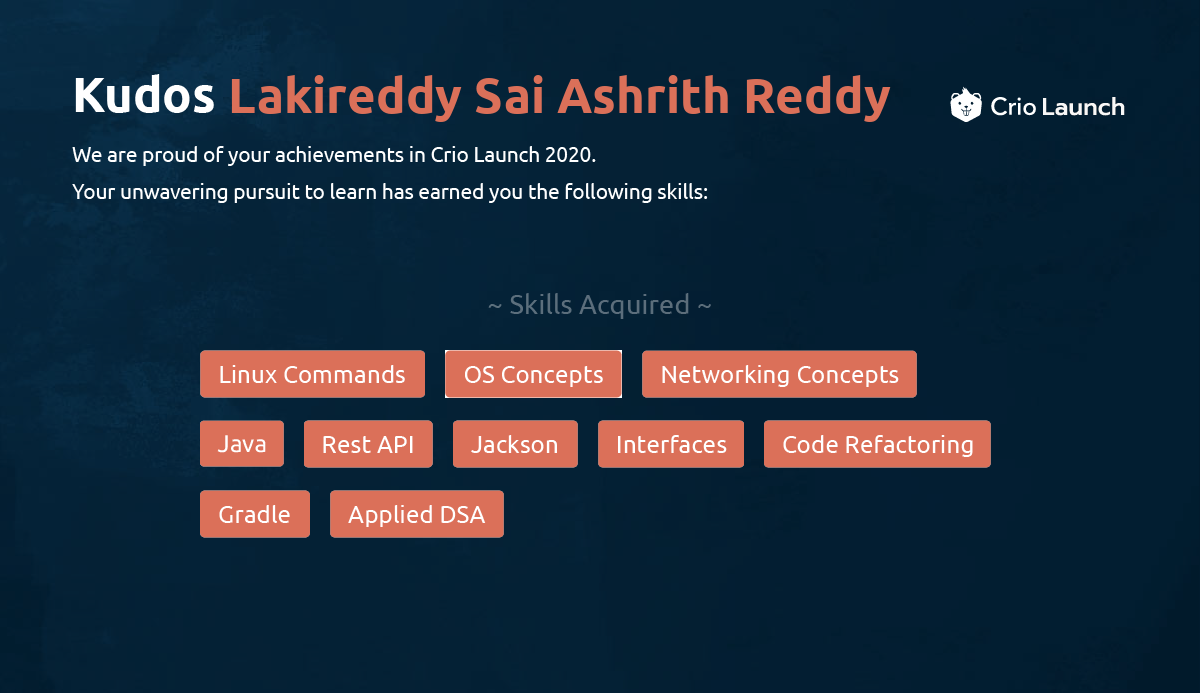 Kudos Lakireddy Sai Ashrith Reddy
Crio Launch
We are proud of your achievements in Crio Launch 2020.
Your unwavering pursuit to learn has earned you the following skills:
~ Skills Acquired ~
Linux Commands OS Concepts Networking Concepts
Java Rest API Jackson Interfaces Code Refactoring
Gradle Applied DSA